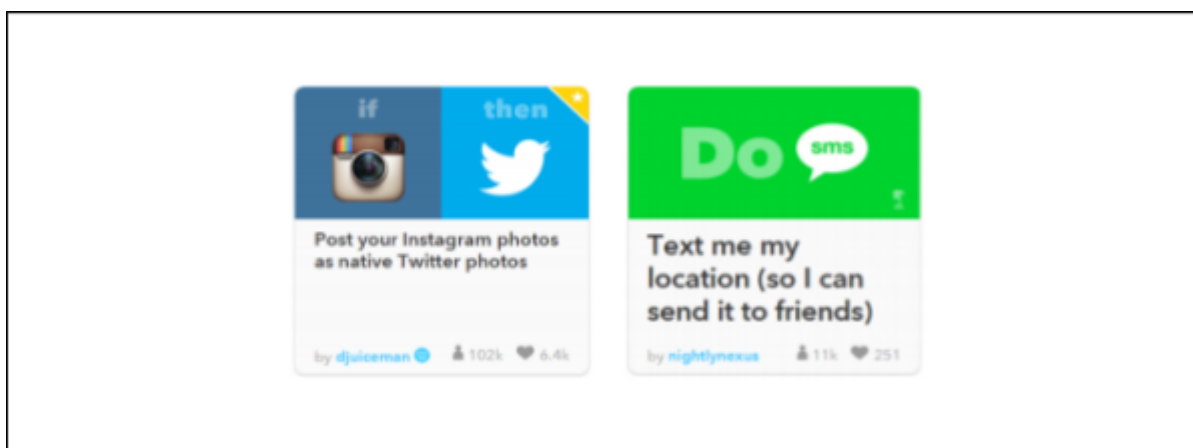 if then
Post your Instagram photos
as native Twitter photos
by djuiceman 102k 6.4k
Do sms
Text me my
location (so I can
send it to friends)
by nightlynexus 11k 251